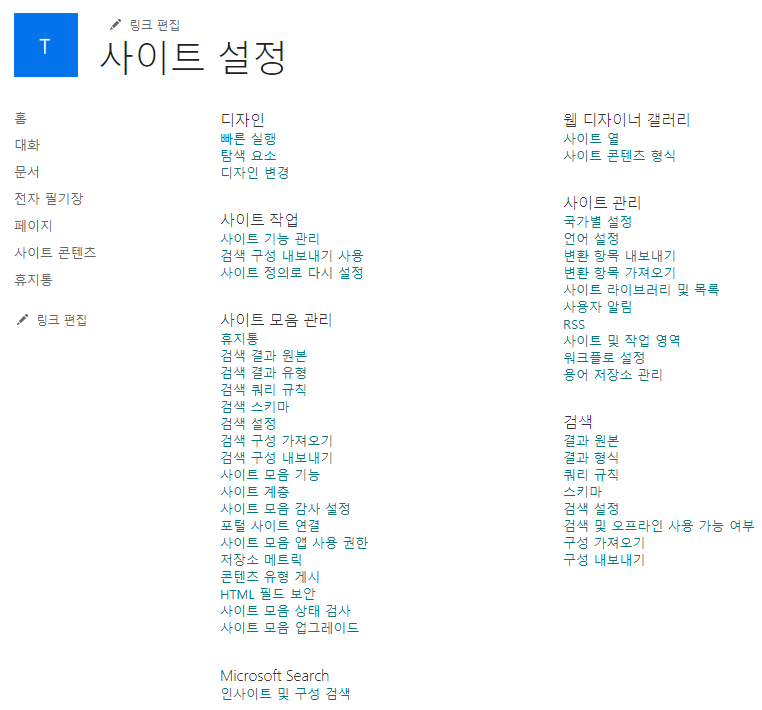 T
링크 편집
사이트 설정
홈
대화
문서
전자 필기장
페이지
사이트 콘텐츠
휴지통
링크 편집
디자인
빠른 실행
탐색 요소
디자인 변경
사이트 작업
사이트 기능 관리
검색 구성 내보내기 사용
사이트 정의로 다시 설정
사이트 모음 관리
휴지통
검색 결과 원본
검색 결과 유형
검색 쿼리 규칙
검색 스키마
검색 설정
검색 구성 가져오기
검색 구성 내보내기
사이트 모음 기능
사이트 계층
사이트 모음 감사 설정
포털 사이트 연결
사이트 모음 앱 사용 권한
저장소 메트릭
콘텐츠 유형 게시
HTML 필드 보안
사이트 모음 상태 검사
사이트 모음 업그레이드
Microsoft Search
인사이트 및 구성 검색
웹 디자이너 갤러리
사이트 열
사이트 콘텐츠 형식
사이트 관리
국가별 설정
언어 설정
변환 항목 내보내기
변환 항목 가져오기
사이트 라이브러리 및 목록
사용자 알림
RSS
사이트 및 작업 영역
워크플로 설정
용어 저장소 관리
검색
결과 원본
결과 형식
쿼리 규칙
스키마
검색 설정
검색 및 오프라인 사용 가능 여부
구성 가져오기
구성 내보내기